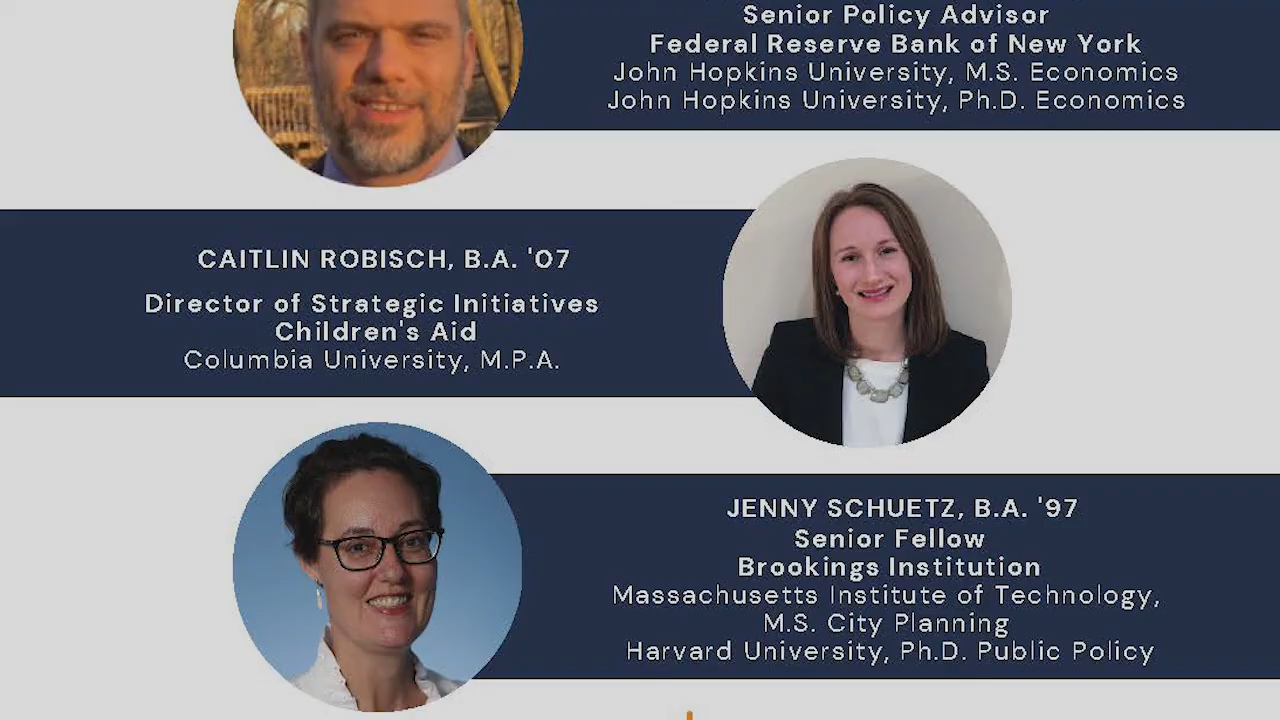 Senior Policy Advisor
Federal Reserve Bank of New York
John Hopkins University, M.S. Economics
John Hopkins University, Ph.D. Economics
CAITLIN ROBISCH, B.A. '07
Director of Strategic Initiatives
Children's Aid
Columbia University, M.P.A.
JENNY SCHUETZ, B.A. '97
Senior Fellow
Brookings Institution
Massachusetts Institute of Technology,
M.S. City Planning
Harvard University, Ph.D. Public Policy